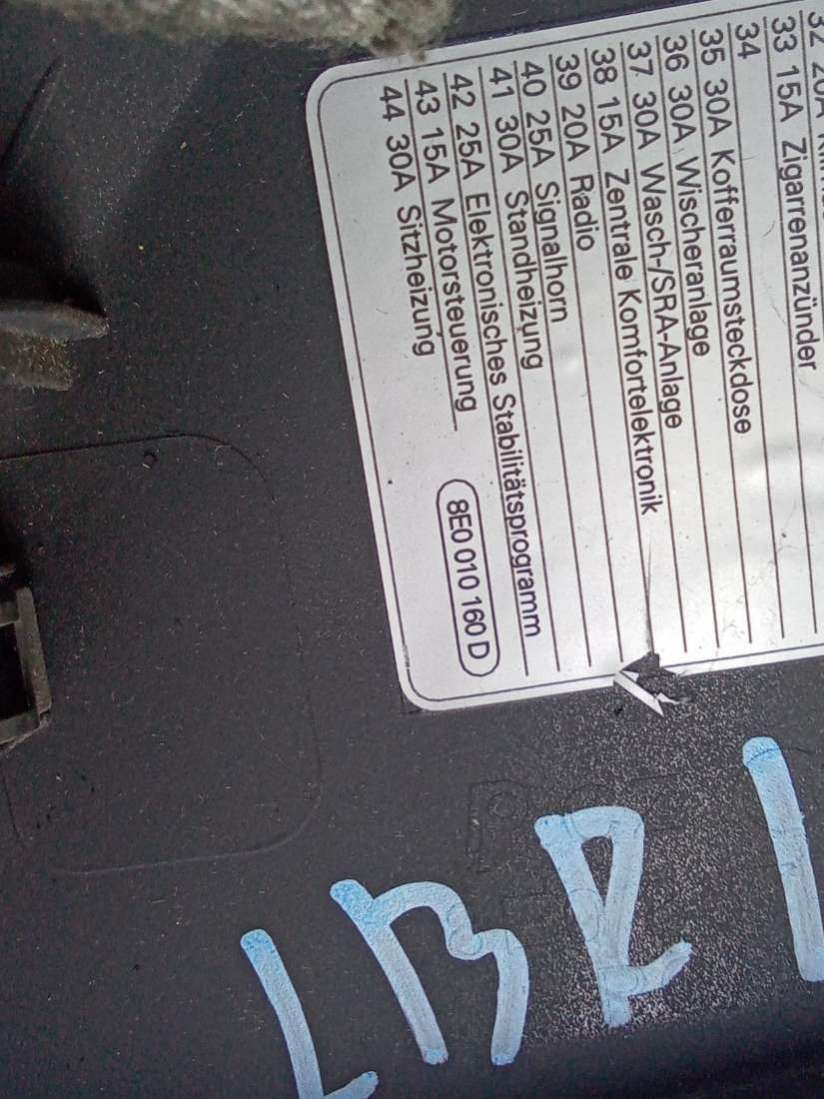 32 20A
33 15A Zigarrenanzünder
34
35 30A Kofferraumsteckdose
36 30A Wischeranlage
37 30A Wasch-/SRA-Anlage
38 15A Zentrale Komfortelektronik
39 20A Radio
40 25A Signalhorn
41 30A Standheizung
42 25A Elektronisches Stabilitätsprogramm
43 15A Motorsteuerung
44 30A Sitzheizung
8E0 010 160 D